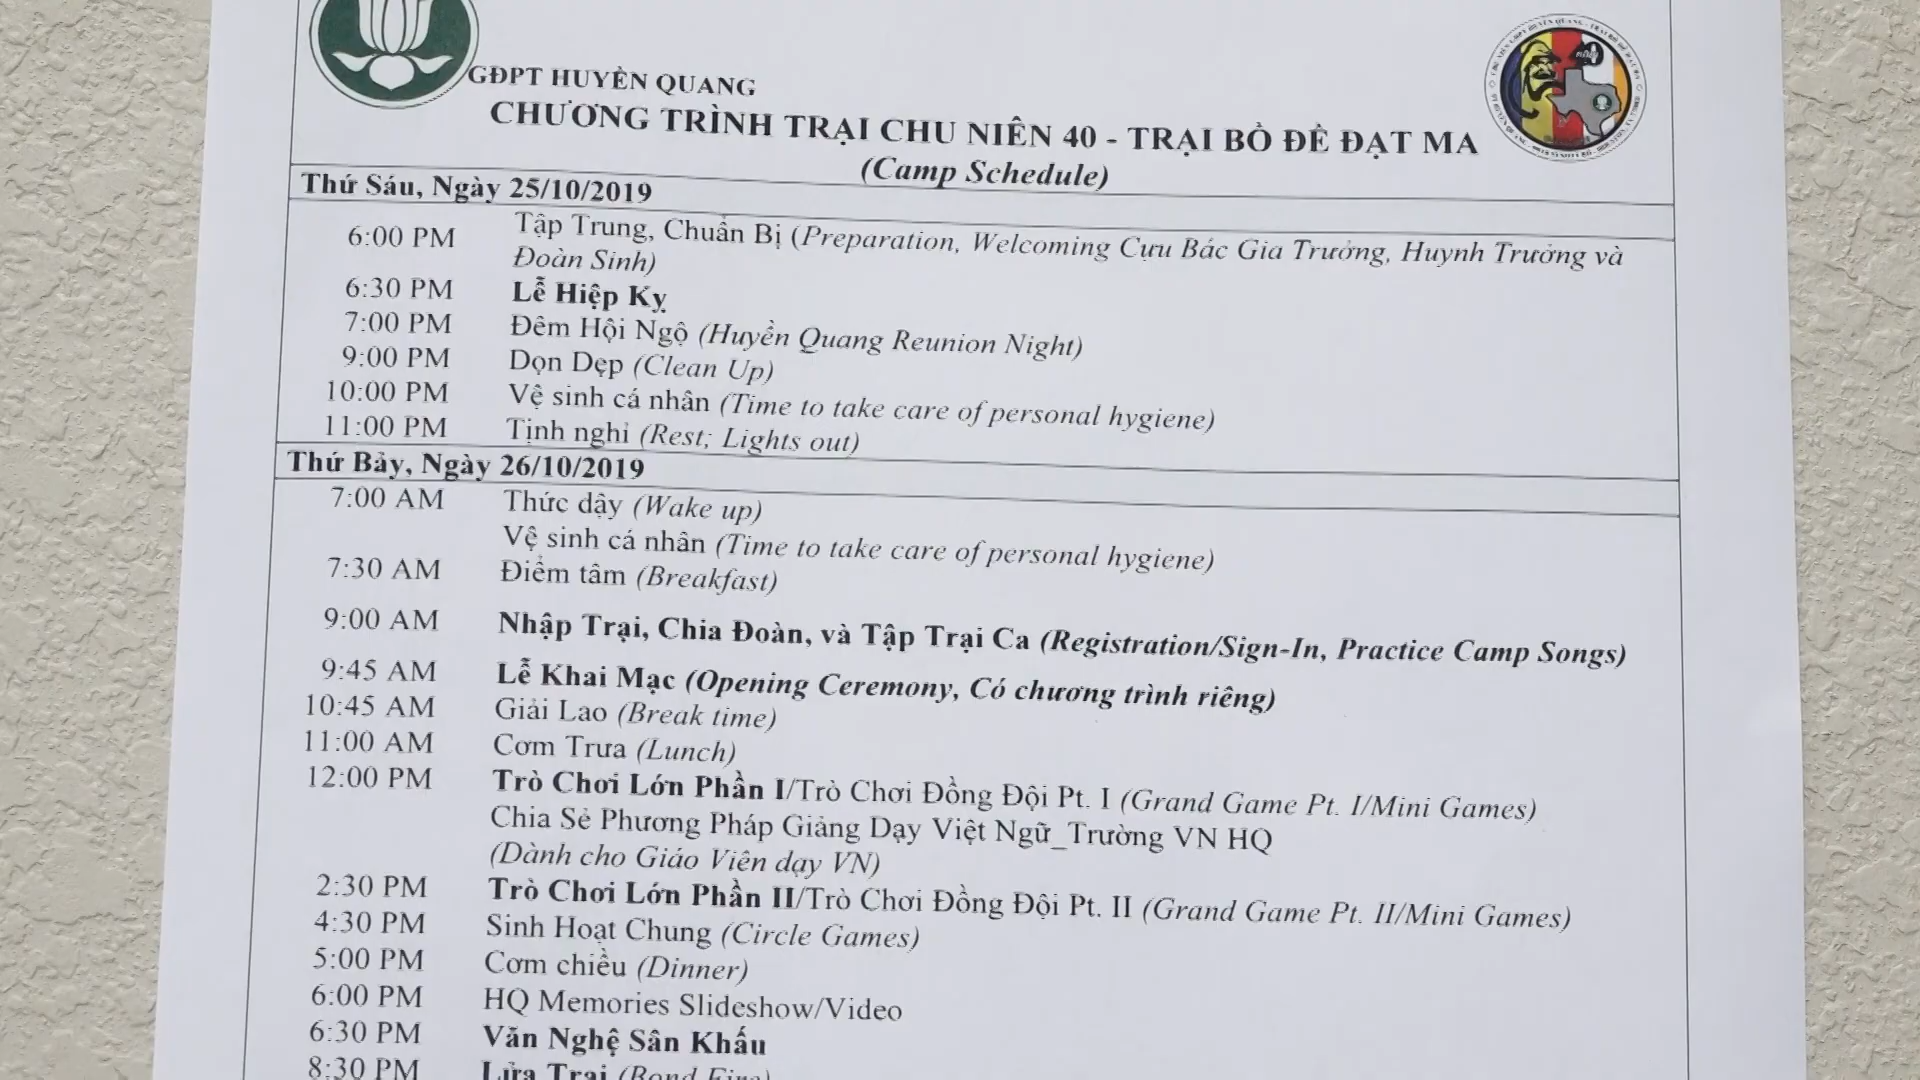 GĐPT HUYỀN QUANG
CHƯƠNG TRÌNH TRẠI CHU NIÊN 40 - TRẠI BỒ ĐỀ ĐẠT MA
(Camp Schedule)
Thứ Sáu, Ngày 25/10/2019
6:00 PM Tập Trung, Chuẩn Bị (Preparation, Welcoming Cựu Bác Gia Trưởng, Huynh Trưởng và
Đoàn Sinh)
6:30 PM Lễ Hiệp Kỵ
7:00 PM Đêm Hội Ngộ (Huyền Quang Reunion Night)
9:00 PM Dọn Dẹp (Clean Up)
10:00 PM Vệ sinh cá nhân (Time to take care of personal hygiene)
11:00 PM Tịnh nghỉ (Rest; Lights out)
Thứ Bảy, Ngày 26/10/2019
7:00 AM Thức dậy (Wake up)
Vệ sinh cá nhân (Time to take care of personal hygiene)
7:30 AM Điểm tâm (Breakfast)
9:00 AM Nhập Trại, Chia Đoàn, và Tập Trại Ca (Registration/Sign-In, Practice Camp Songs)
9:45 AM Lễ Khai Mạc (Opening Ceremony, Có chương trình riêng)
10:45 AM Giải Lao (Break time)
11:00 AM Cơm Trưa (Lunch)
12:00 PM Trò Chơi Lớn Phần I/Trò Chơi Đồng Đội Pt. I (Grand Game Pt. I/Mini Games)
Chia Sẻ Phương Pháp Giảng Dạy Việt Ngữ_Trường VN HQ
(Dành cho Giáo Viên dạy VN)
2:30 PM Trò Chơi Lớn Phần II/Trò Chơi Đồng Đội Pt. II (Grand Game Pt. II/Mini Games)
4:30 PM Sinh Hoạt Chung (Circle Games)
5:00 PM Cơm chiều (Dinner)
6:00 PM HQ Memories Slideshow/Video
6:30 PM Văn Nghệ Sân Khấu
8:30 PM Lửa Trại (Bond Fire)